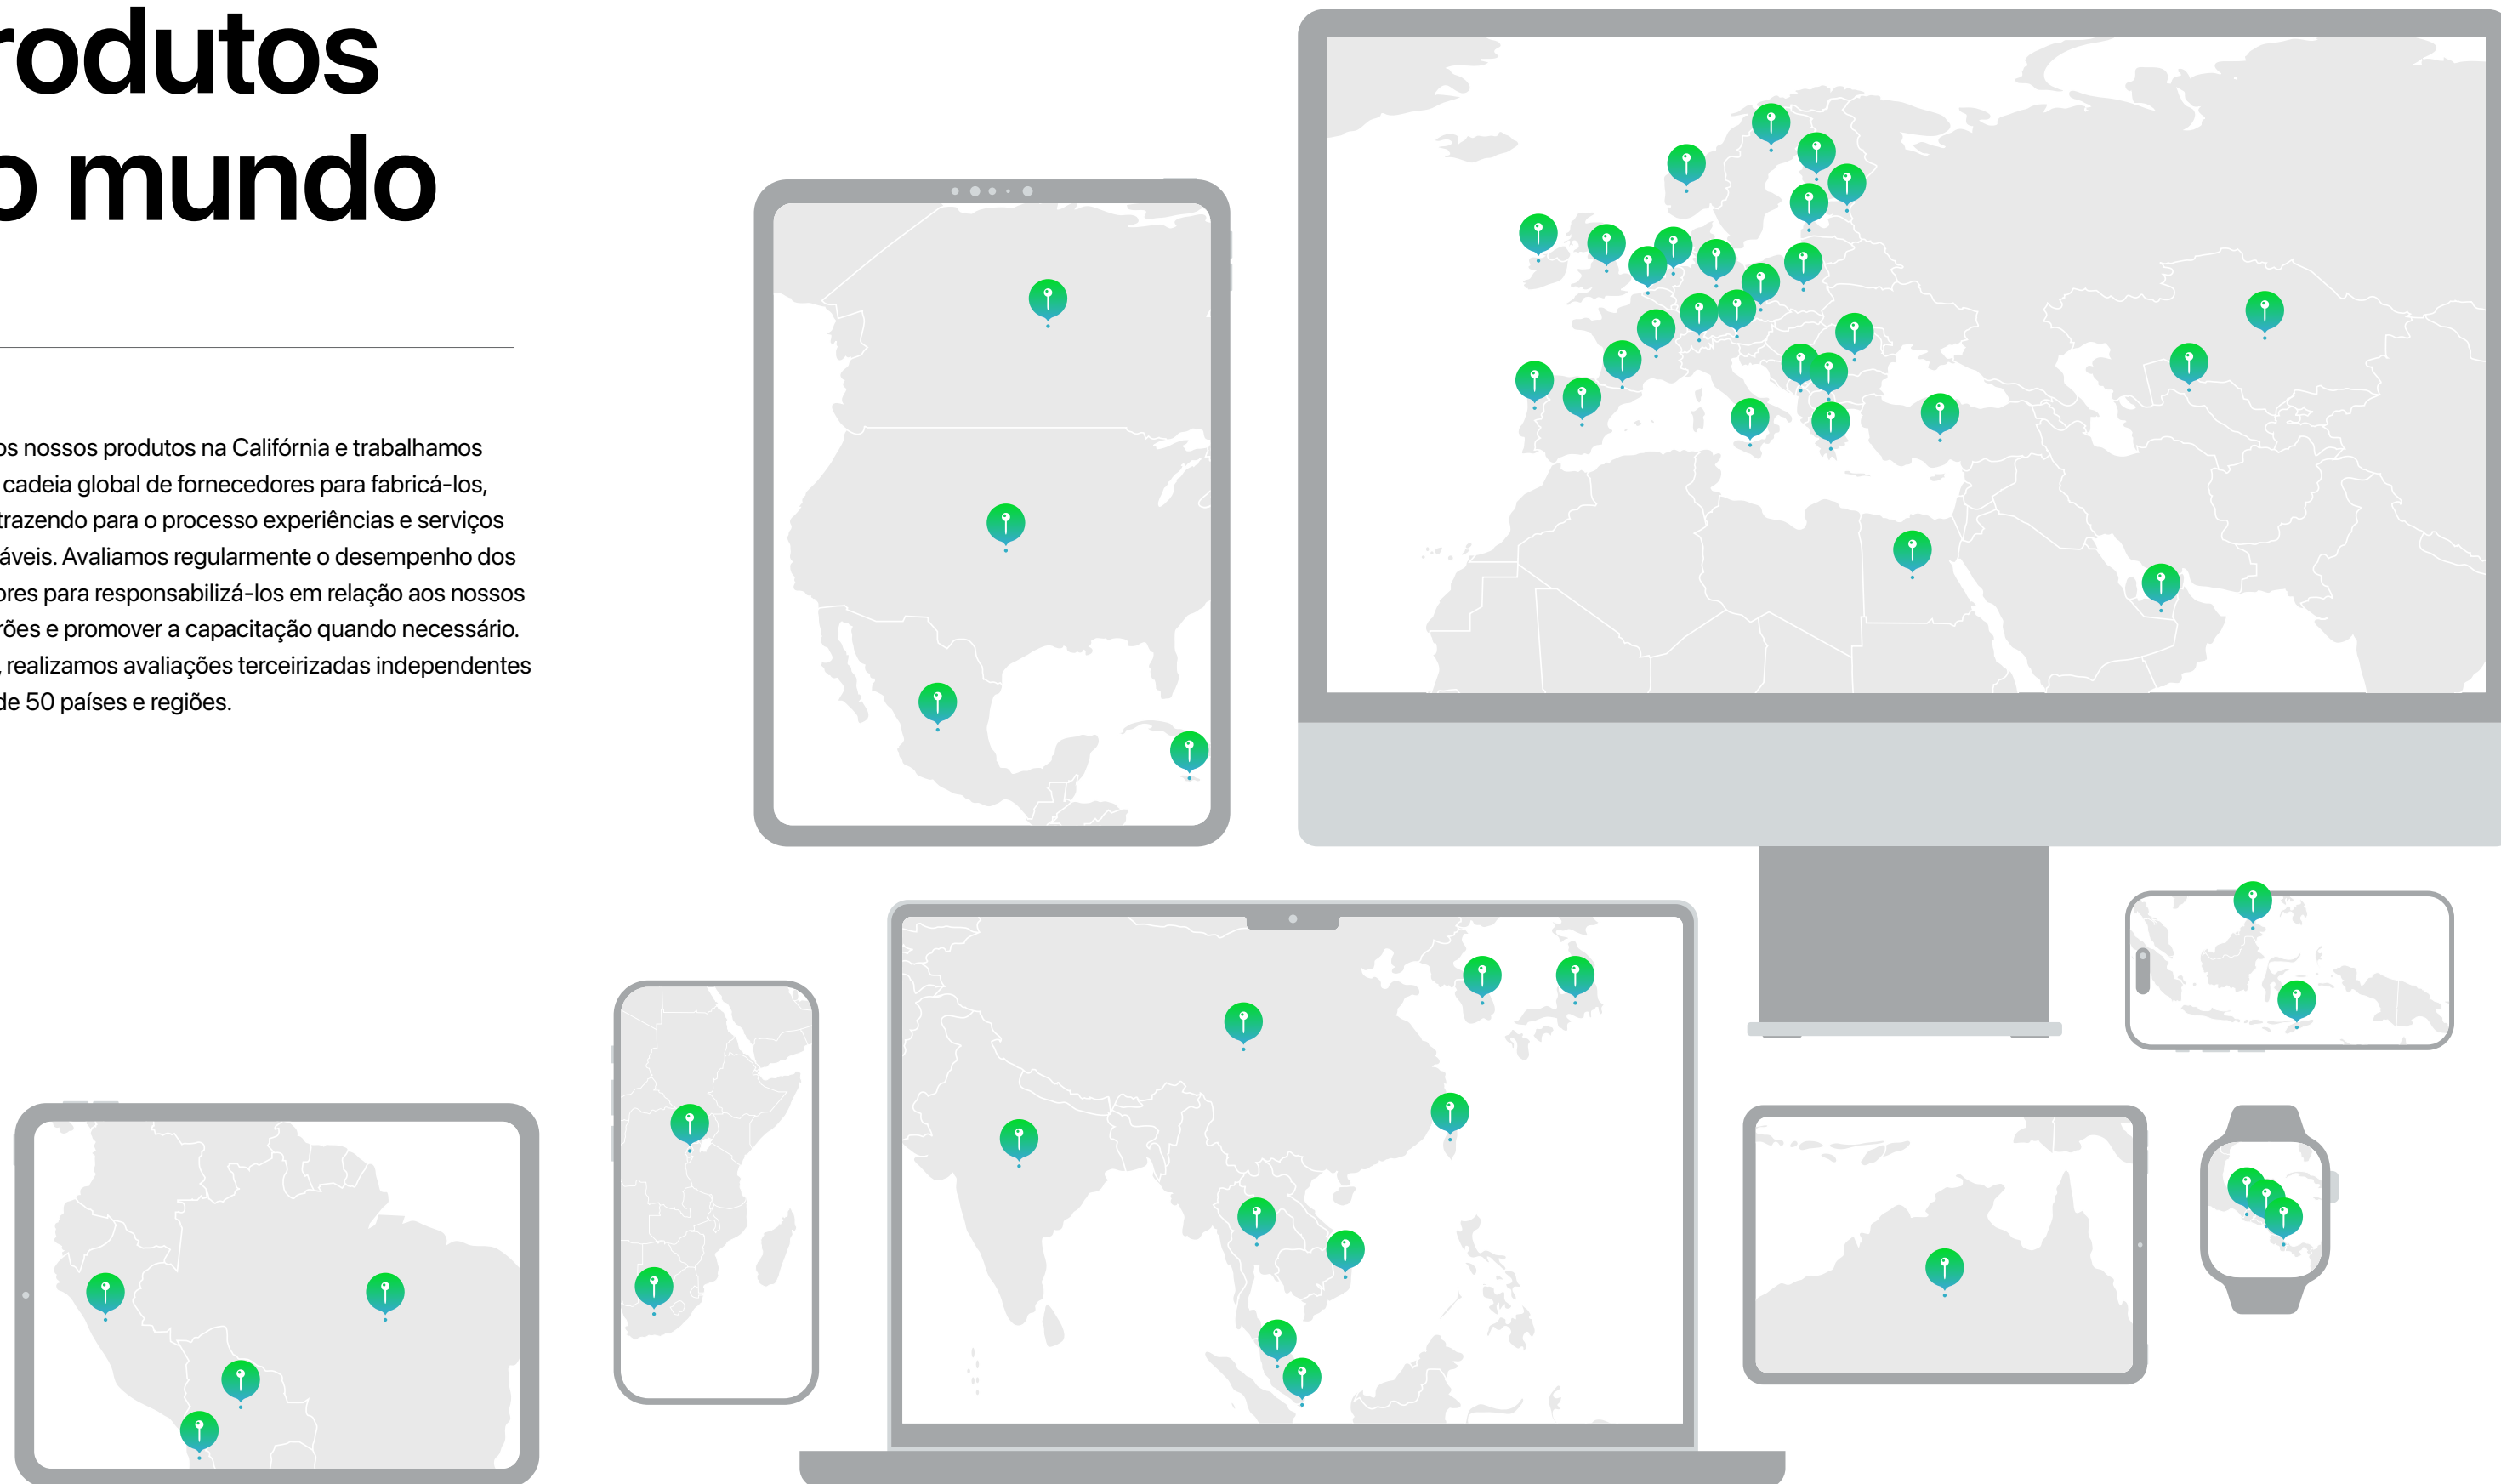 rodutos
o mundo
os nossos produtos na Califórnia e trabalhamos
cadeia global de fornecedores para fabricá-los,
trazendo para o processo experiências e serviços
áveis. Avaliamos regularmente o desempenho dos
ores para responsabilizá-los em relação aos nossos
rões e promover a capacitação quando necessário.
, realizamos avaliações terceirizadas independentes
de 50 países e regiões.